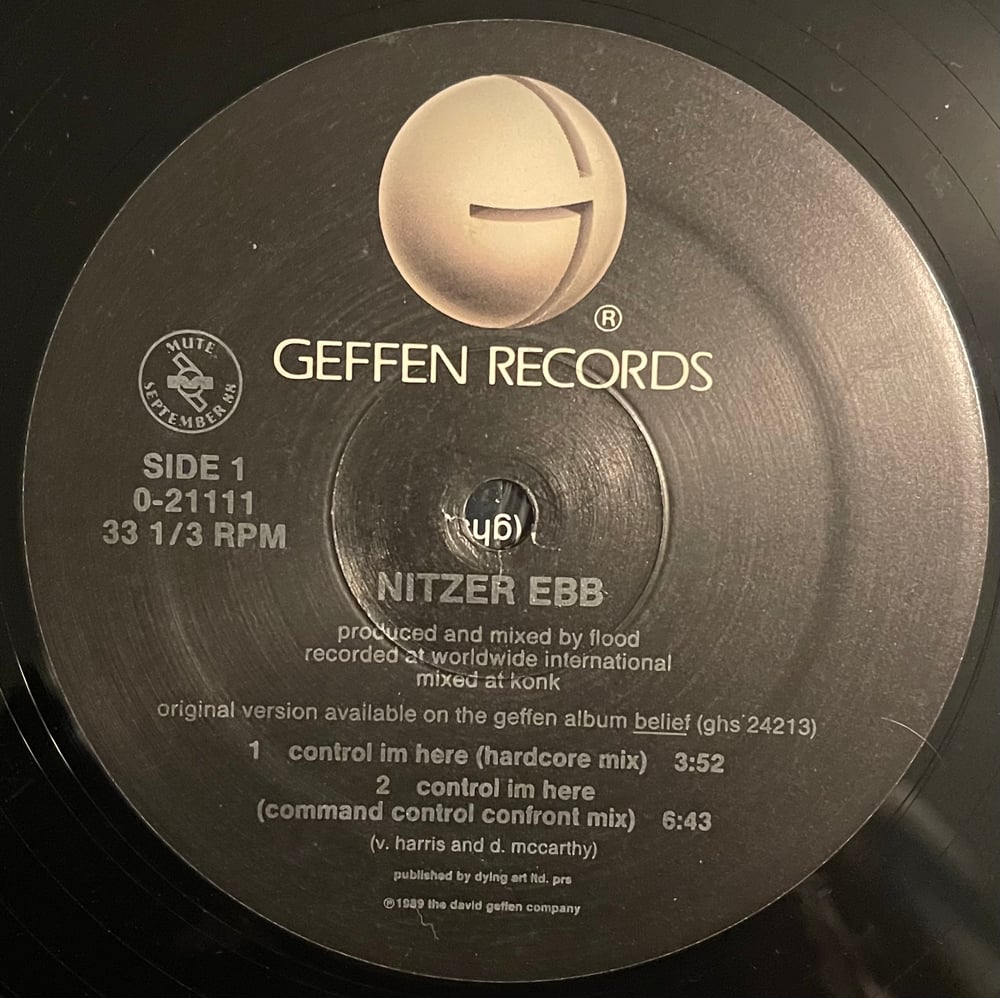 ®
GEFFEN RECORDS
MUTE
SEPTEMBER 88
SIDE 1
0-21111
33 1/3 RPM
(gh
NITZER EBB
produced and mixed by flood
recorded at worldwide international
mixed at konk
original version available on the geffen album belief (ghs 24213)
1 control im here (hardcore mix) 3:52
2 control im here
(command control confront mix) 6:43
(v. harris and d. mccarthy)
published by dying art ltd. prs
℗1989 the david geffen company